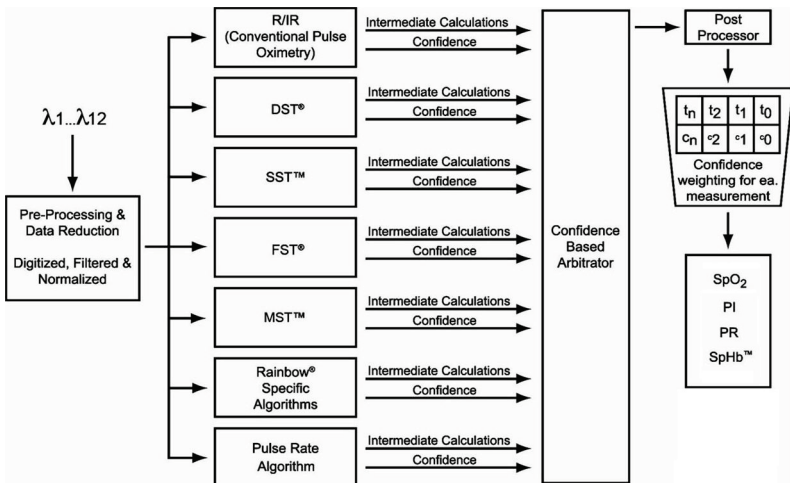 λ1...λ12
Pre-Processing &
Data Reduction
Digitized, Filtered &
Normalized
R/IR
(Conventional Pulse
Oximetry)
Intermediate Calculations
Confidence
DST®
Intermediate Calculations
Confidence
SST™
Intermediate Calculations
Confidence
FST®
Intermediate Calculations
Confidence
MST™
Intermediate Calculations
Confidence
Rainbow®
Specific
Algorithms
Intermediate Calculations
Confidence
Pulse Rate
Algorithm
Intermediate Calculations
Confidence
Confidence
Based
Arbitrator
Post
Processor
tn t2 t1 t0
cn c2 c1 c0
Confidence
weighting for ea.
measurement
SpO2
PI
PR
SpHb™